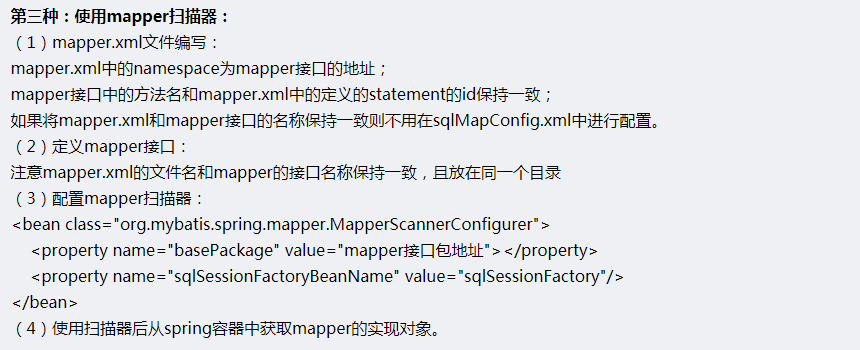 第三种：使用mapper扫描器：
（1）mapper.xml文件编写：
mapper.xml中的namespace为mapper接口的地址；
mapper接口中的方法名和mapper.xml中的定义的statement的id保持一致；
如果将mapper.xml和mapper接口的名称保持一致则不用在sqlMapConfig.xml中进行配置。
（2）定义mapper接口：
注意mapper.xml的文件名和mapper的接口名称保持一致，且放在同一个目录
（3）配置mapper扫描器：
<bean class="org.mybatis.spring.mapper.MapperScannerConfigurer">
    <property name="basePackage" value="mapper接口包地址"></property>
    <property name="sqlSessionFactoryBeanName" value="sqlSessionFactory"/>
</bean>
（4）使用扫描器后从spring容器中获取mapper的实现对象。